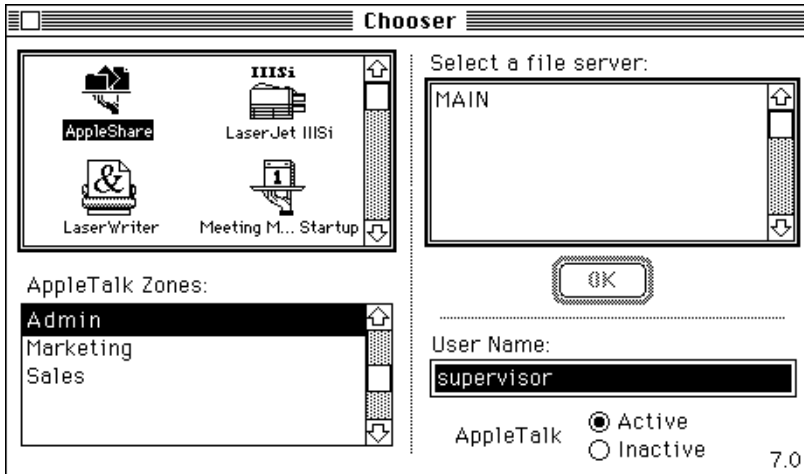 Chooser
IIISi
AppleShare
LaserJet IIISi
&
1
LaserWriter
Meeting M... Startup
AppleTalk Zones:
Admin
Marketing
Sales
Select a file server:
MAIN
OK
User Name:
supervisor
AppleTalk
Active
Inactive
7.0